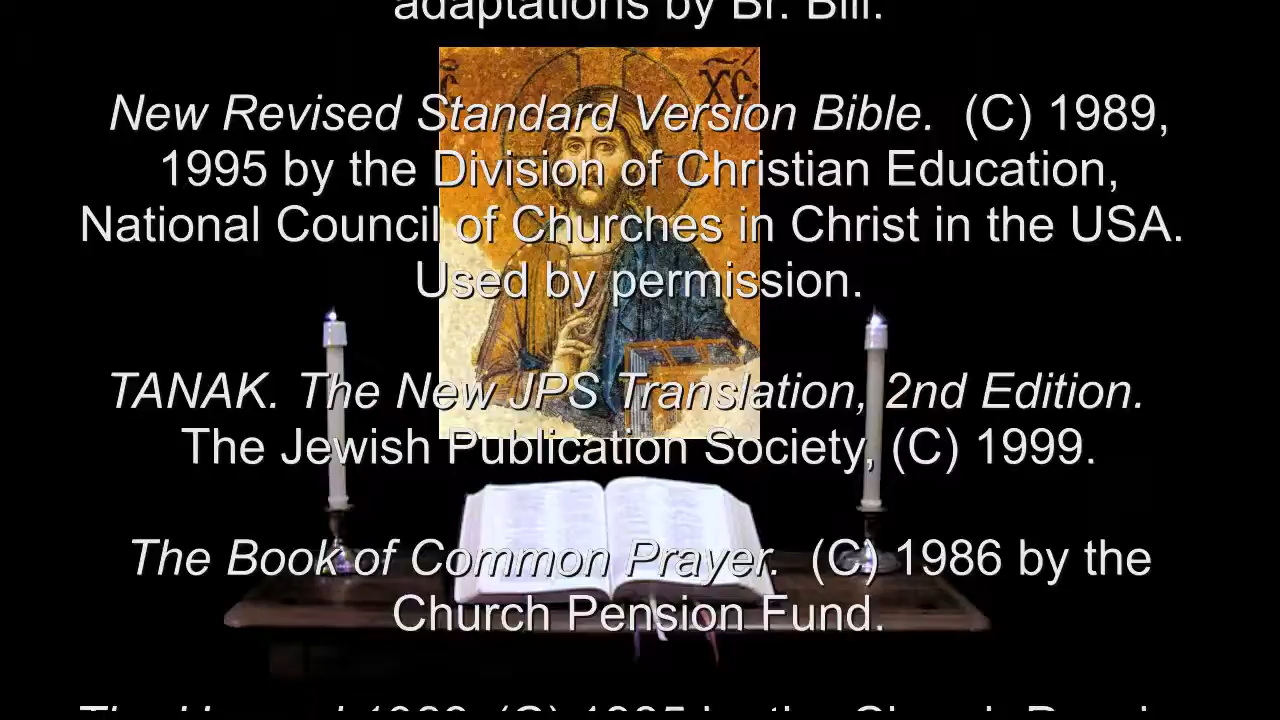 adaptations by Br. Bill.
New Revised Standard Version Bible. (C) 1989,
1995 by the Division of Christian Education,
National Council of Churches in Christ in the USA.
Used by permission.
TANAK. The New JPS Translation, 2nd Edition.
The Jewish Publication Society, (C) 1999.
The Book of Common Prayer. (C) 1986 by the
Church Pension Fund.